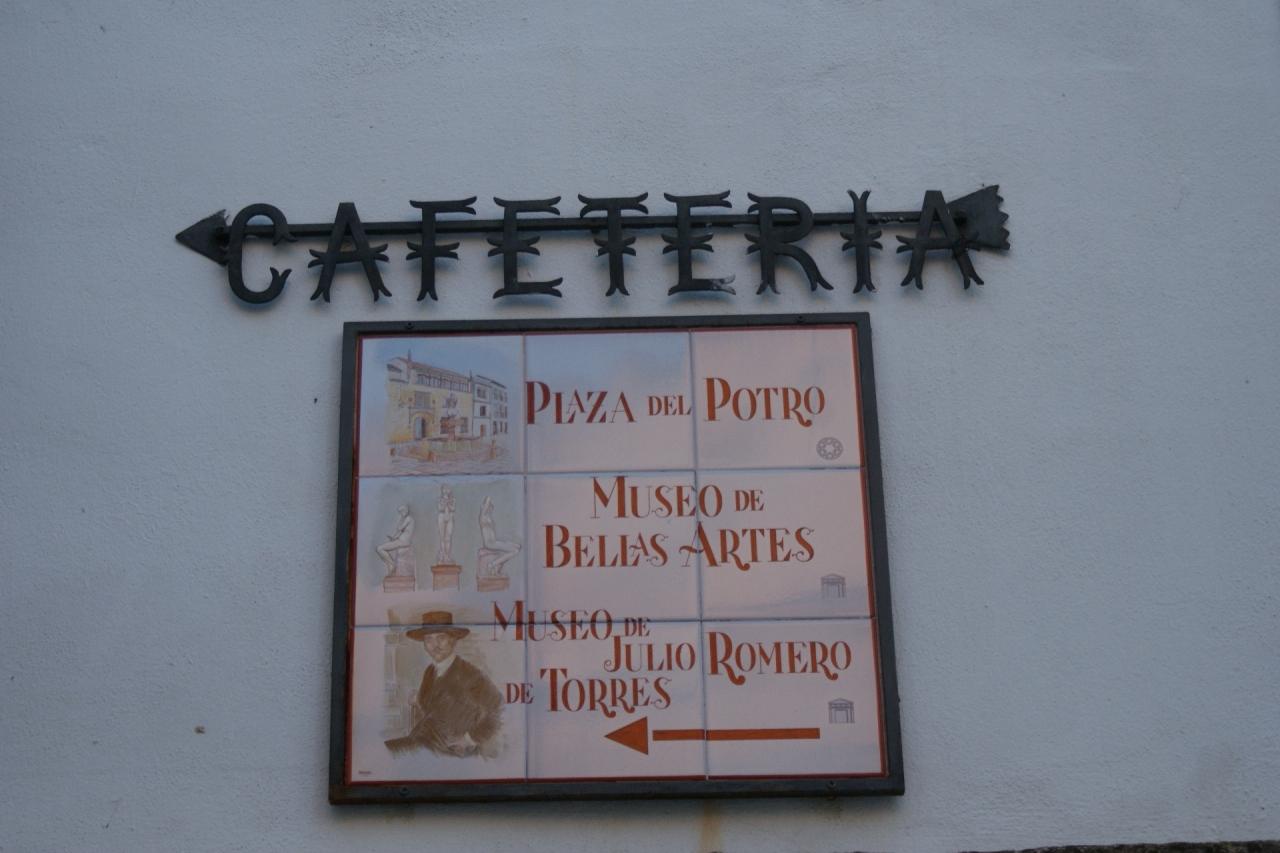 CAFETERIA
PLAZA DEL POTRO
MUSEO DE
BELLAS ARTES
MUSEO DE
JULIO ROMERO
DE TORRES